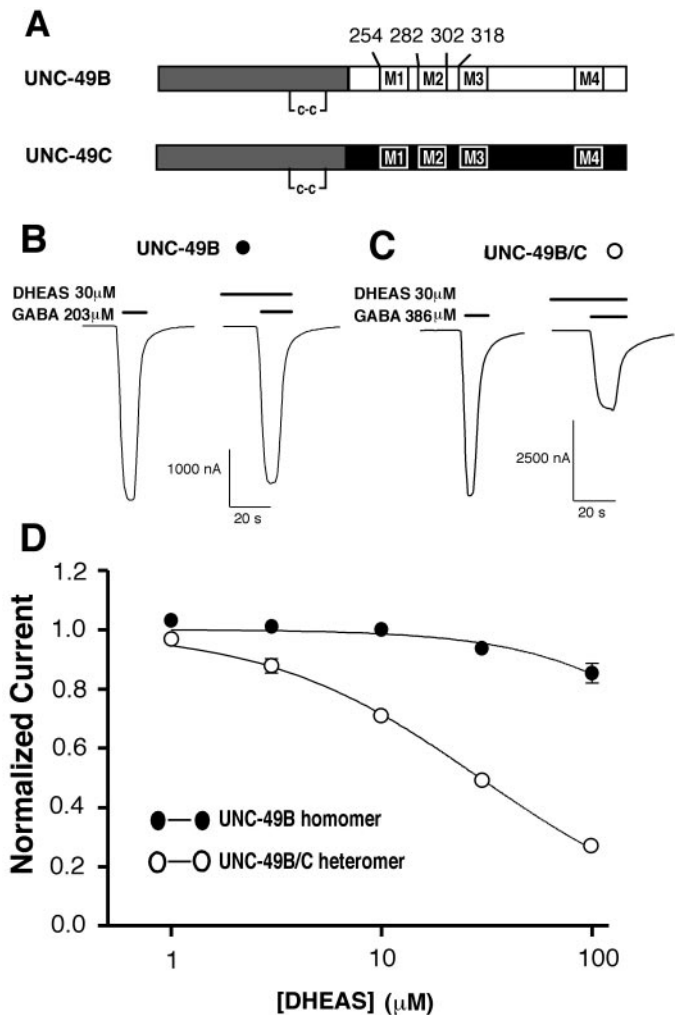 A
254 282 302 318
UNC-49B
M1 M2 M3 M4
c-c
UNC-49C
M1 M2 M3 M4
c-c
B
UNC-49B
DHEAS 30μM
GABA 203μM
1000 nA
20 s
C
UNC-49B/C
DHEAS 30μM
GABA 386μM
2500 nA
20 s
D
Normalized Current
1.2
1.0
0.8
0.6
0.4
0.2
0.0
UNC-49B homomer
UNC-49B/C heteromer
1 10 100
[DHEAS] (μM)